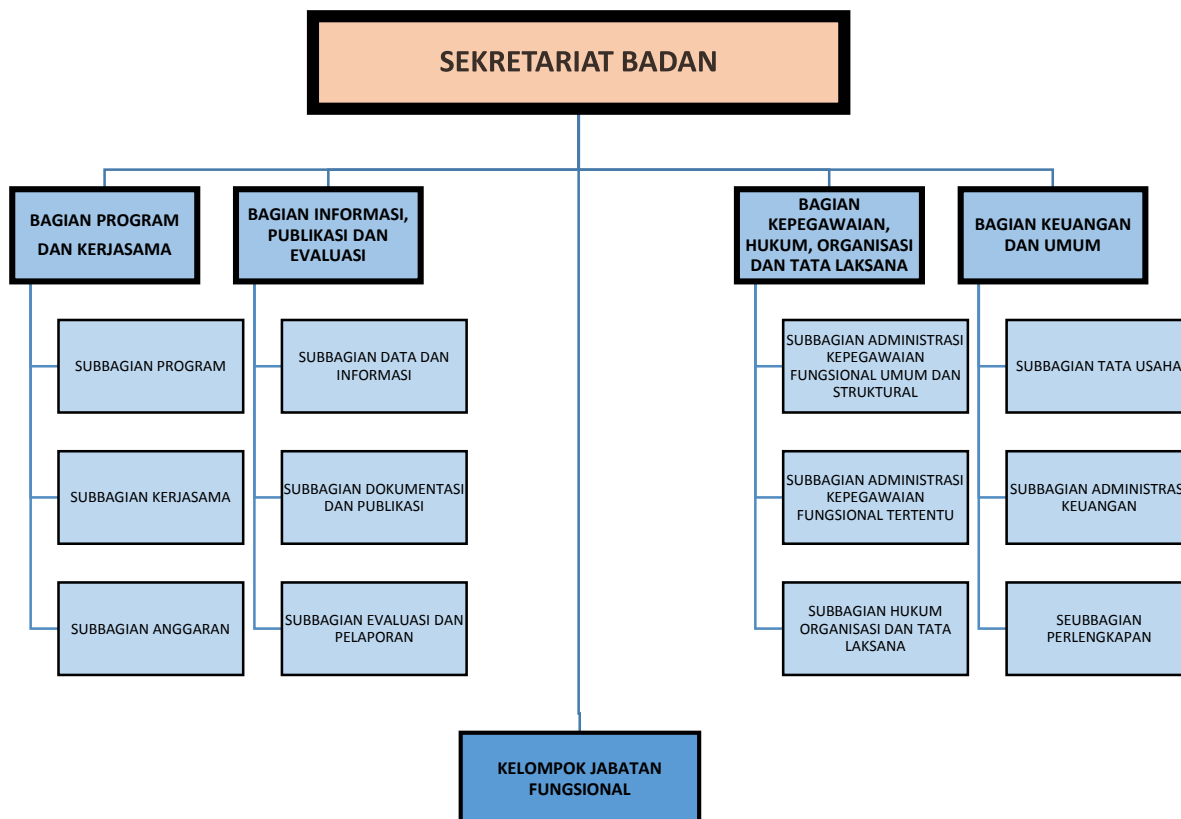 SEKRETARIAT BADAN
BAGIAN PROGRAM
DAN KERJASAMA
BAGIAN INFORMASI,
PUBLIKASI DAN
EVALUASI
BAGIAN
KEPEGAWAIAN,
HUKUM, ORGANISASI
DAN TATA LAKSANA
BAGIAN KEUANGAN
DAN UMUM
SUBBAGIAN PROGRAM
SUBBAGIAN KERJASAMA
SUBBAGIAN ANGGARAN
SUBBAGIAN DATA DAN
INFORMASI
SUBBAGIAN DOKUMENTASI
DAN PUBLIKASI
SUBBAGIAN EVALUASI DAN
PELAPORAN
SUBBAGIAN ADMINISTRASI
KEPEGAWAIAN
FUNGSIONAL UMUM DAN
STRUKTURAL
SUBBAGIAN ADMINISTRASI
KEPEGAWAIAN
FUNGSIONAL TERTENTU
SUBBAGIAN HUKUM
ORGANISASI DAN TATA
LAKSANA
SUBBAGIAN TATA USAHA
SUBBAGIAN ADMINISTRASI
KEUANGAN
SEUBBAGIAN
PERLENGKAPAN
KELOMPOK JABATAN
FUNGSIONAL